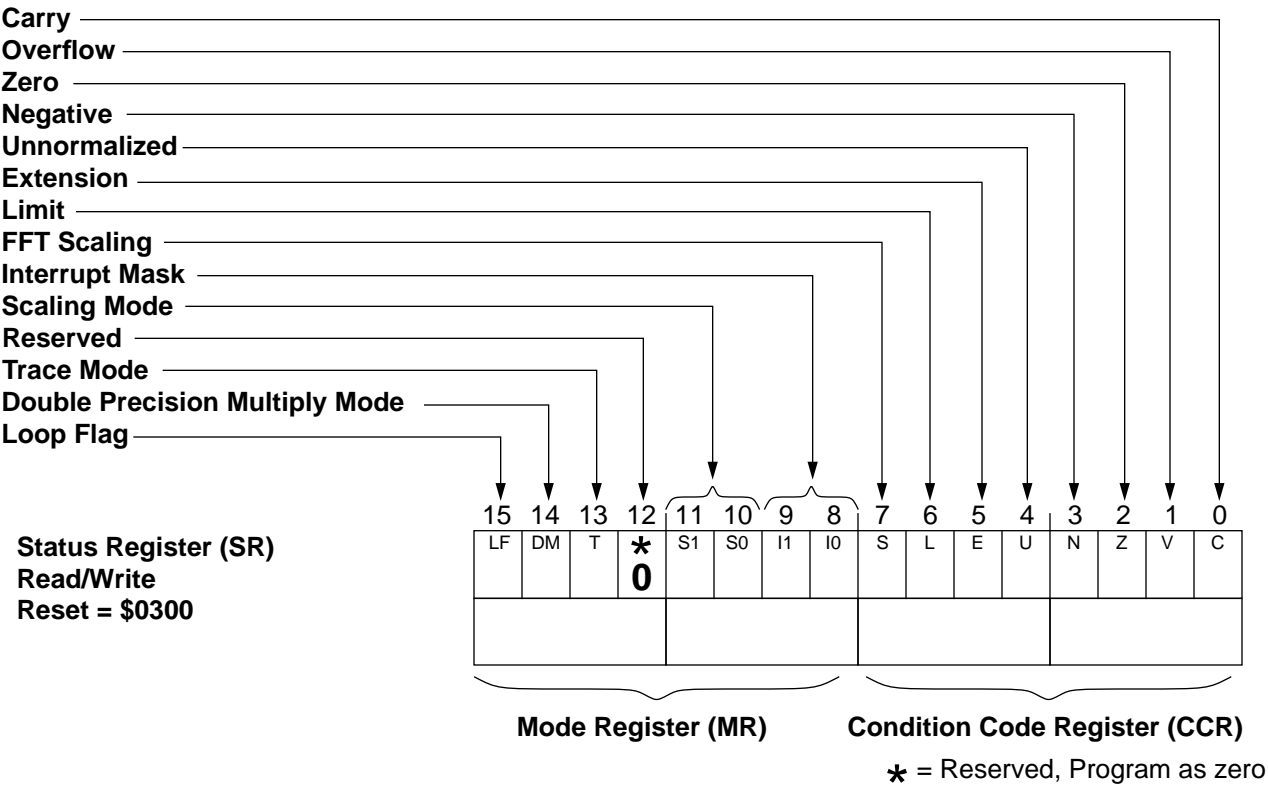 Carry
Overflow
Zero
Negative
Unnormalized
Extension
Limit
FFT Scaling
Interrupt Mask
Scaling Mode
Reserved
Trace Mode
Double Precision Multiply Mode
Loop Flag
15 14 13 12 11 10 9 8 7 6 5 4 3 2 1 0
LF DM T * S1 S0 I1 I0 S L E U N Z V C
0
Status Register (SR)
Read/Write
Reset = $0300
Mode Register (MR) Condition Code Register (CCR)
* = Reserved, Program as zero